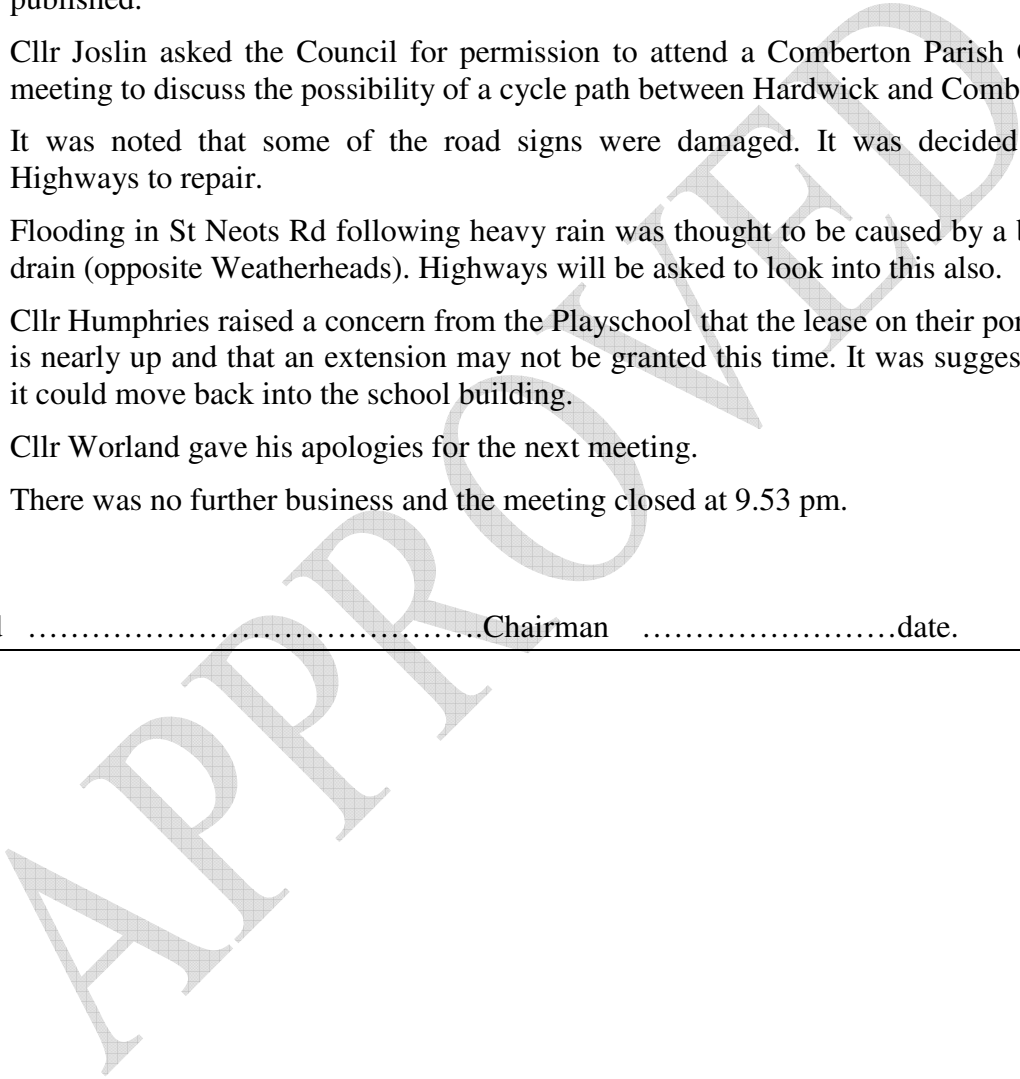 published.
Cllr Joslin asked the Council for permission to attend a Comberton Parish
meeting to discuss the possibility of a cycle path between Hardwick and Comb
It was noted that some of the road signs were damaged. It was decided
Highways to repair.
Flooding in St Neots Rd following heavy rain was thought to be caused by a b
drain (opposite Weatherheads). Highways will be asked to look into this also.
Cllr Humphries raised a concern from the Playschool that the lease on their por
is nearly up and that an extension may not be granted this time. It was sugges
it could move back into the school building.
Cllr Worland gave his apologies for the next meeting.
There was no further business and the meeting closed at 9.53 pm.
……………………………………Chairman ……………………date.
APPROVED